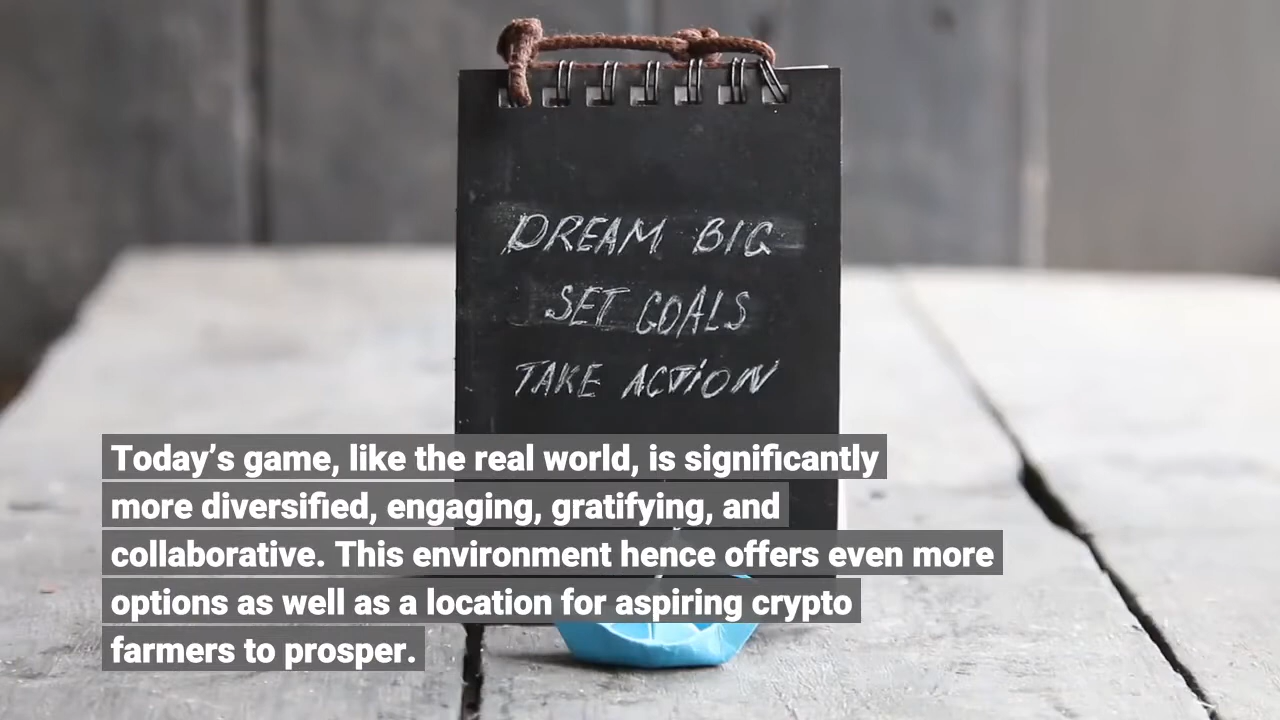 DREAM BIG
SET GOALS
TAKE ACTION
Today’s game, like the real world, is significantly
more diversified, engaging, gratifying, and
collaborative. This environment hence offers even more
options as well as a location for aspiring crypto
farmers to prosper.